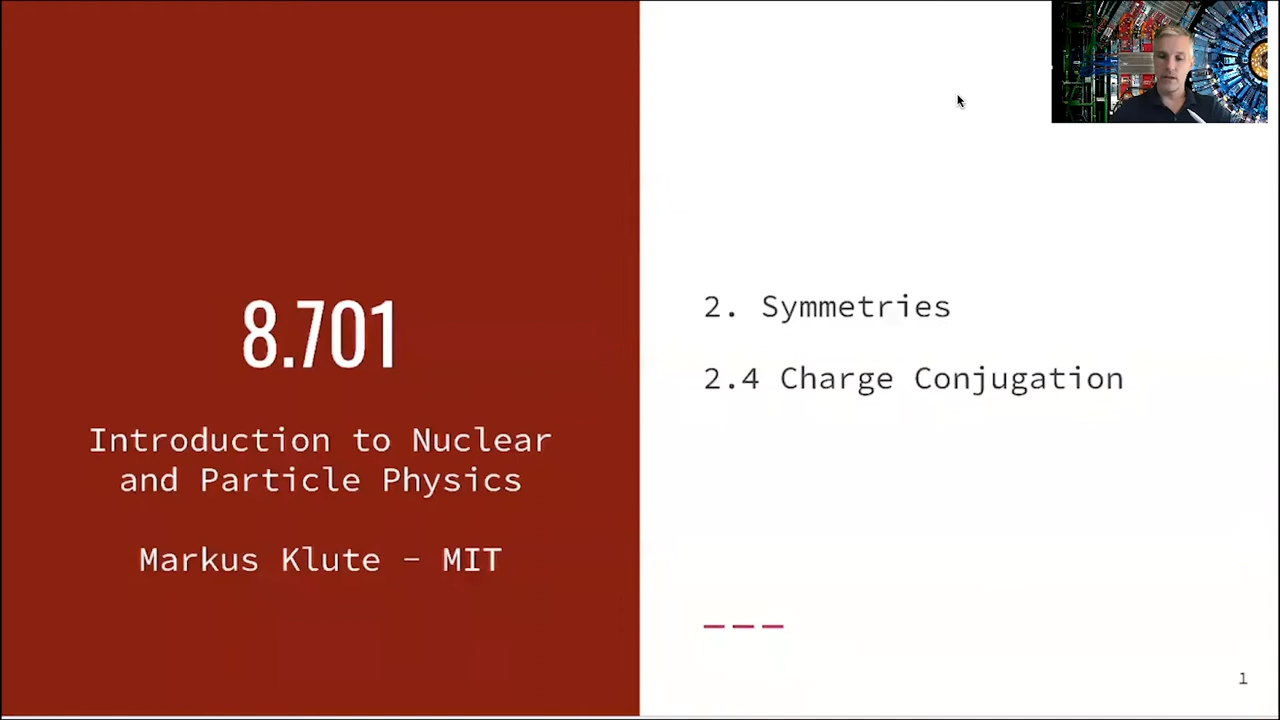 8.701
Introduction to Nuclear
and Particle Physics
Markus Klute - MIT
2. Symmetries
2.4 Charge Conjugation
1